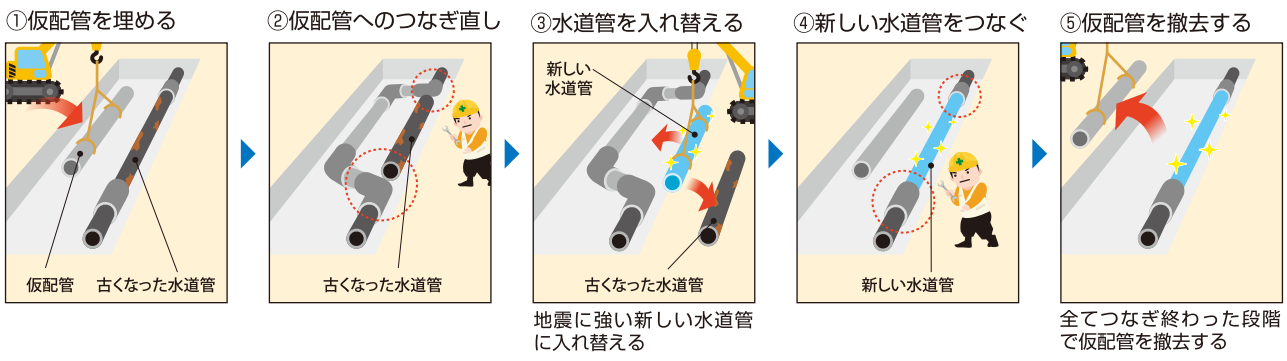 ①仮配管を埋める
仮配管
古くなった水道管
②仮配管へのつなぎ直し
古くなった水道管
③水道管を入れ替える
新しい
水道管
古くなった水道管
地震に強い新しい水道管
に入れ替える
④新しい水道管をつなぐ
新しい水道管
⑤仮配管を撤去する
全てつなぎ終わった段階
で仮配管を撤去する